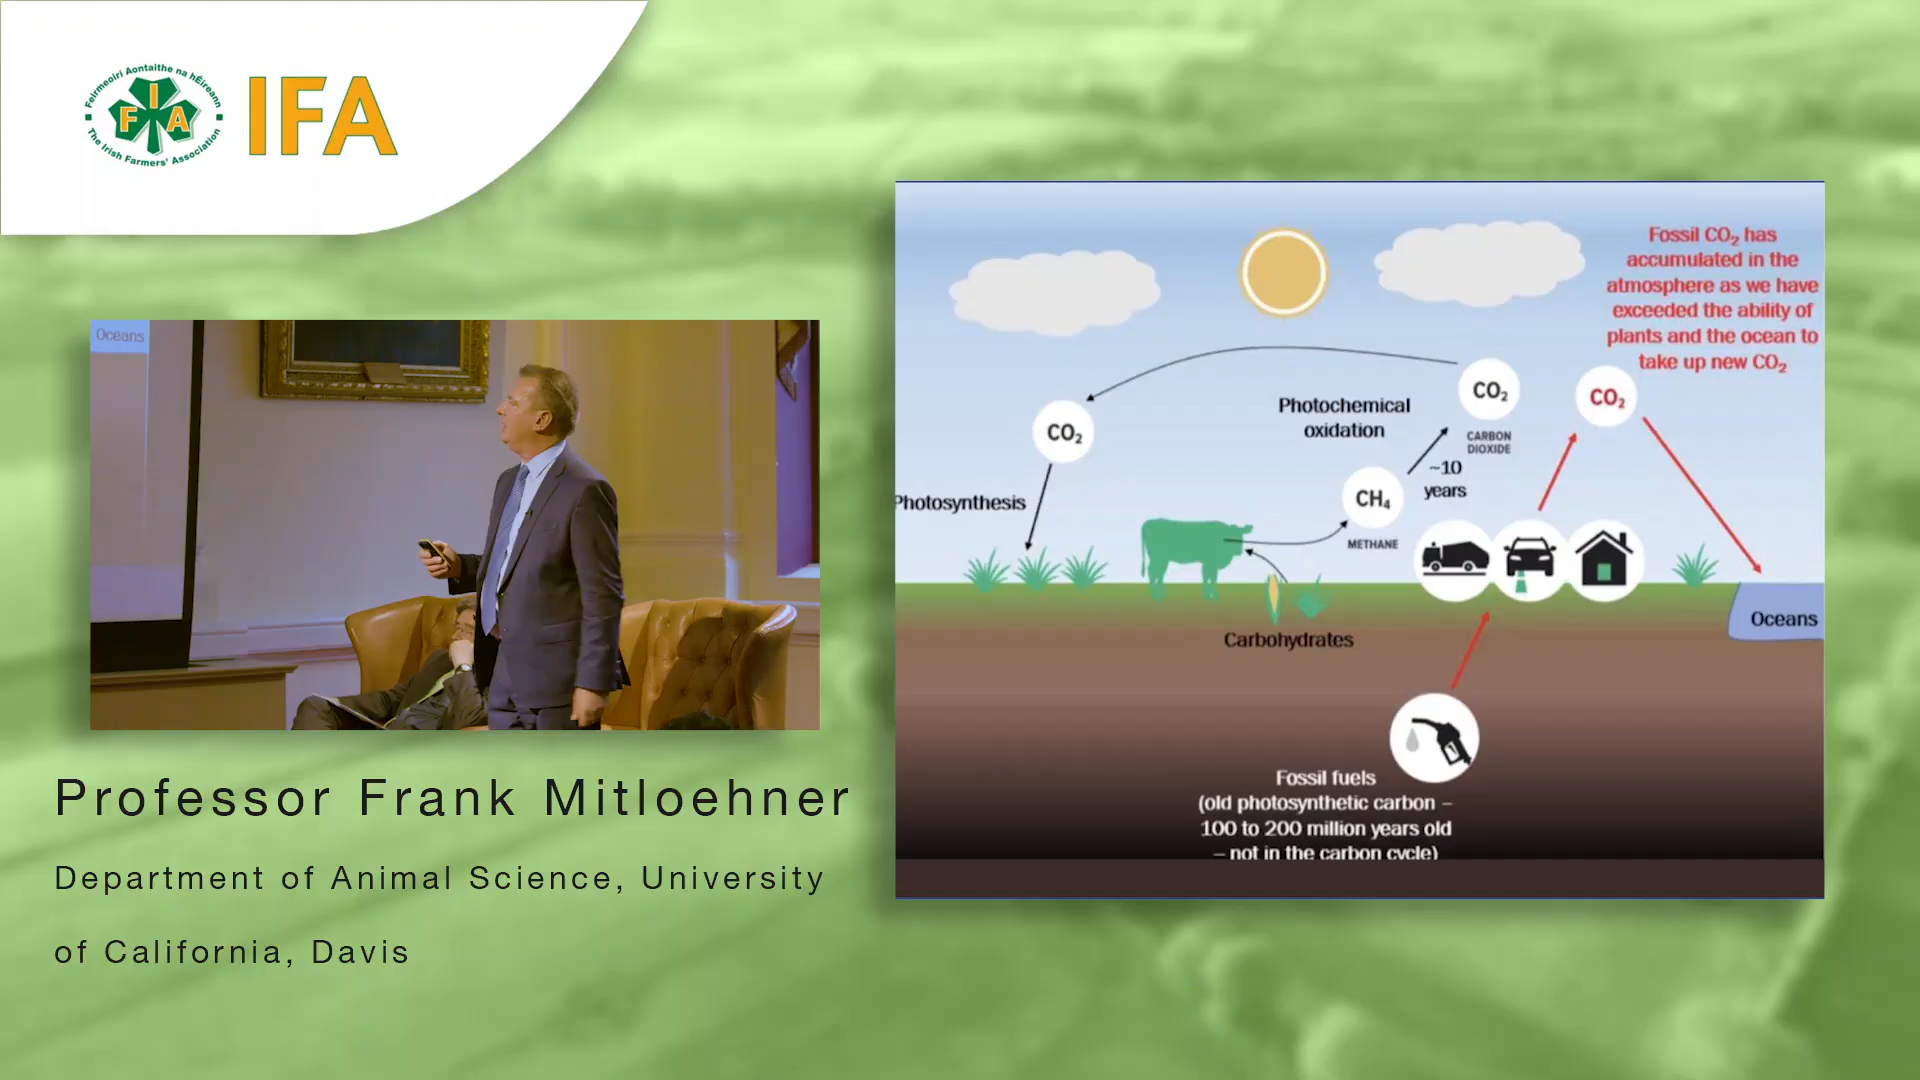 Feirmeoirí Aontaithe na hÉireann
F I A
The Irish Farmers' Association
IFA
Oceans
Professor Frank Mitloehner
Department of Animal Science, University
of California, Davis
Fossil CO₂ has
accumulated in the
atmosphere as we have
exceeded the ability of
plants and the ocean to
take up new CO₂
CO₂
CO₂
CARBON
DIOXIDE
CO₂
Photochemical
oxidation
~10
years
CH₄
METHANE
Photosynthesis
Carbohydrates
Oceans
Fossil fuels
(old photosynthetic carbon –
100 to 200 million years old
– not in the carbon cycle)